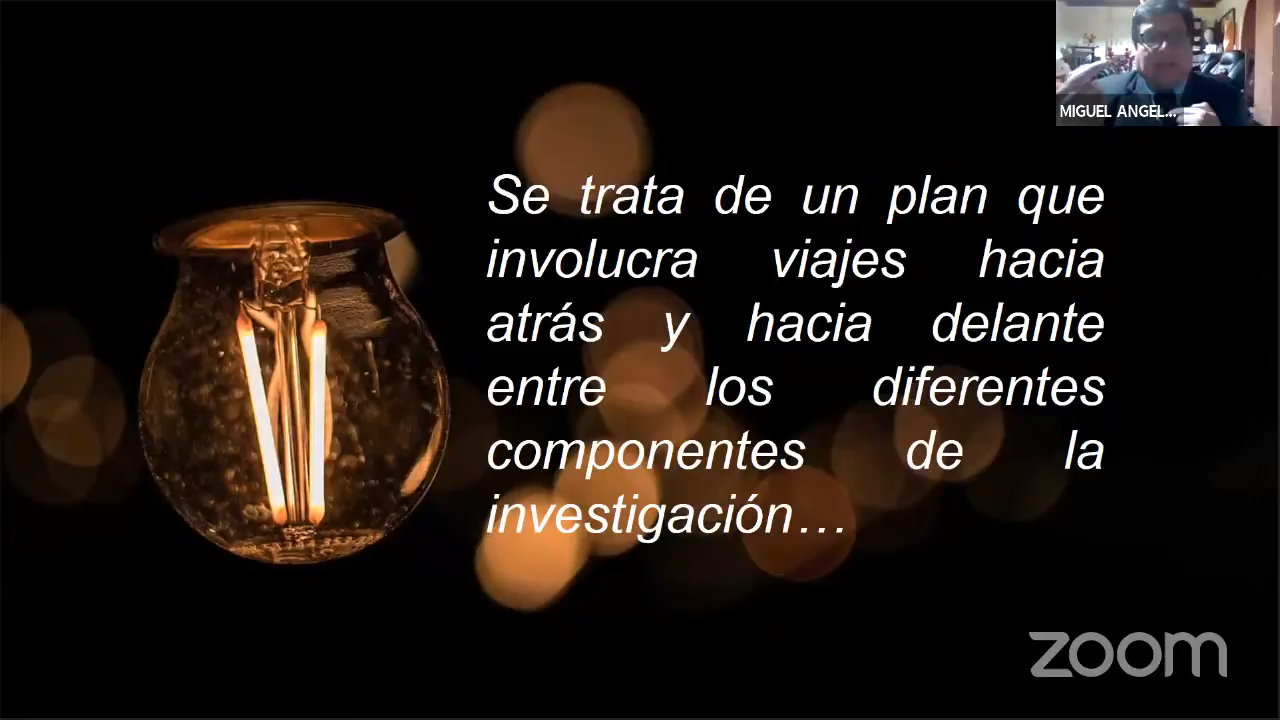 MIGUEL ANGEL...
Se trata de un plan que
involucra viajes hacia
atrás y hacia delante
entre los diferentes
componentes de la
investigación…
zoom